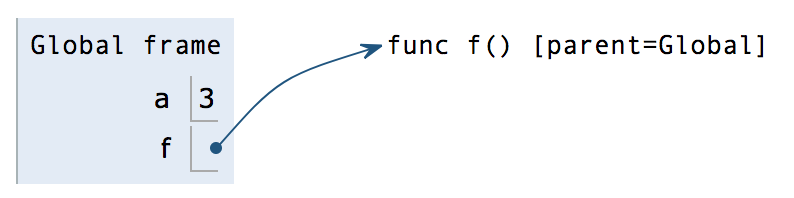 Global frame
func f() [parent=Global]
a 3
f